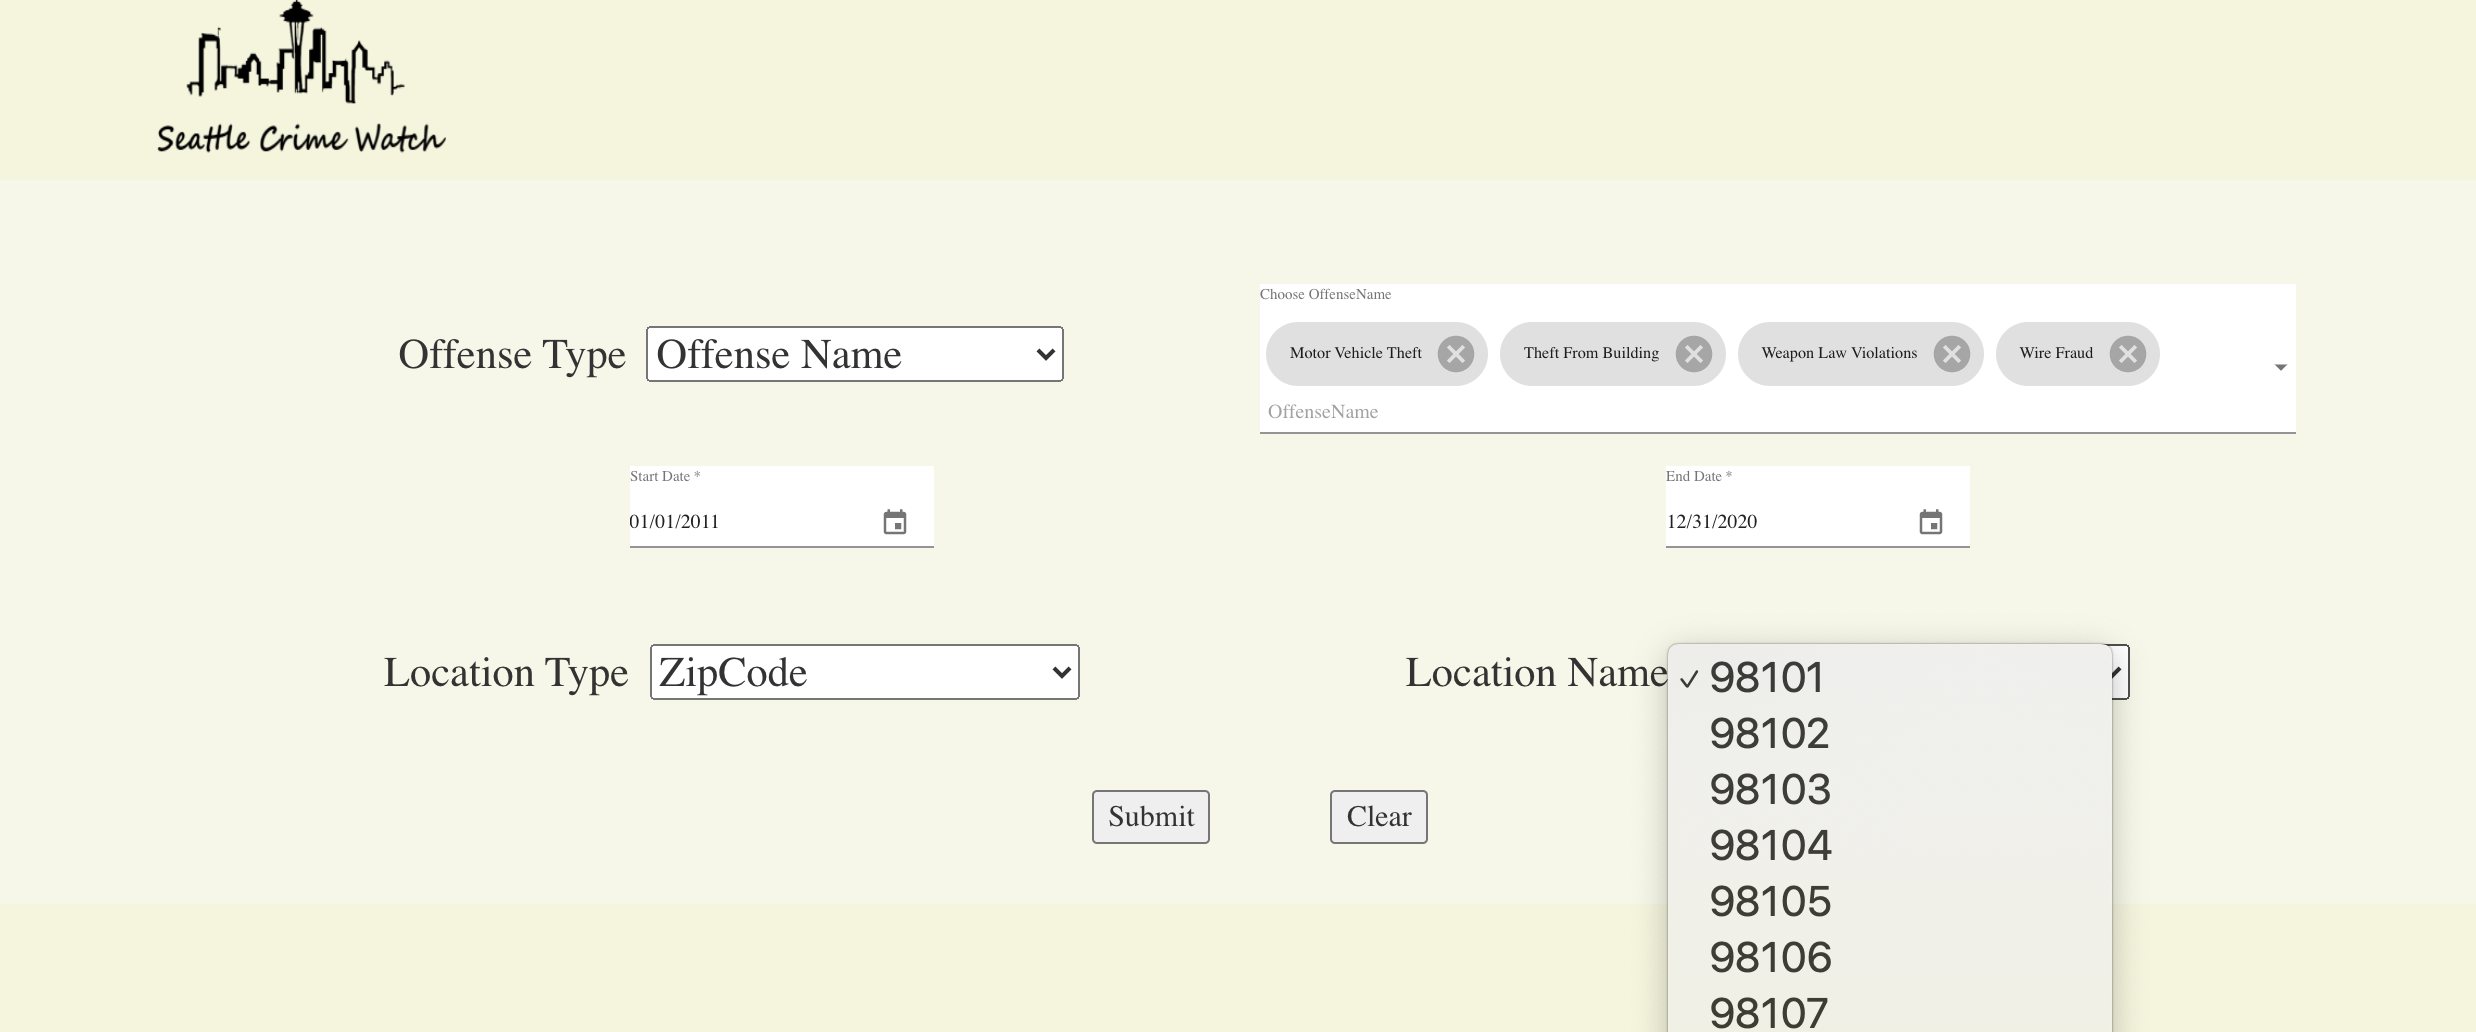 Seattle Crime Watch
Choose OffenseName
Offense Type Offense Name
Motor Vehicle Theft Theft From Building Weapon Law Violations Wire Fraud
OffenseName
Start Date * End Date *
01/01/2011 12/31/2020
Location Type ZipCode Location Name 98101
98102
98103
98104
98105
98106
98107
Submit Clear